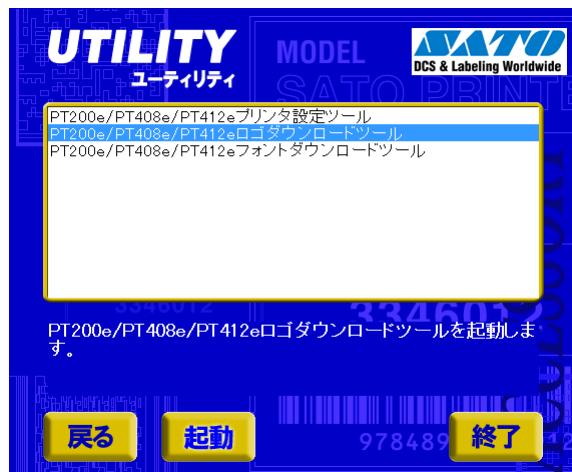 UTILITY
ユーティリティ
MODEL
SATO
DCS & Labeling Worldwide
SATO PRINTE
PT200e/PT408e/PT412eプリンタ設定ツール
PT200e/PT408e/PT412eロゴダウンロードツール
PT200e/PT408e/PT412eフォントダウンロードツール
3346012
3346012
PT200e/PT408e/PT412eロゴダウンロードツールを起動しま
す。
戻る
起動
978489
終了